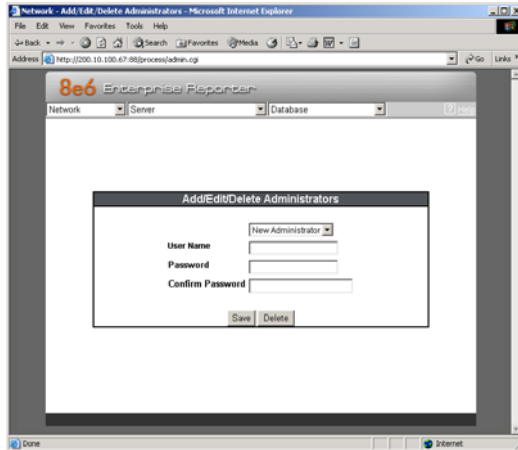 Network - Add/Edit/Delete Administrators - Microsoft Internet Explorer
File Edit View Favorites Tools Help
Back Search Favorites Media
Address http://200.10.100.67:88/process/admin.cgi Go Links
8e6 Enterprise Reporter
Network Server Database Help
Add/Edit/Delete Administrators
New Administrator
User Name
Password
Confirm Password
Save Delete
Done Internet